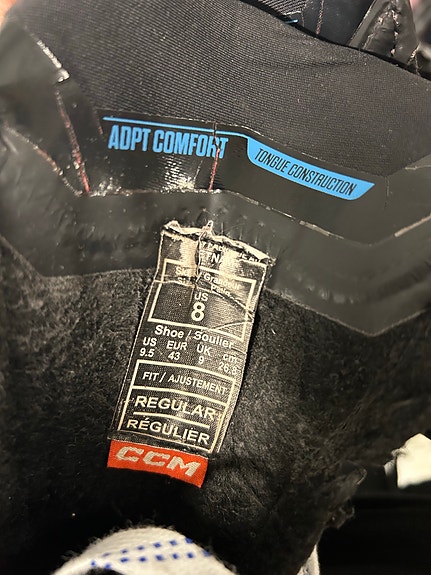 ADPT COMFORT
TONGUE CONSTRUCTION
US
8
Shoe / Soulier
US EUR UK cm
9.5 43 9 26.8
FIT / AJUSTEMENT
REGULAR
RÉGULIER
CCM